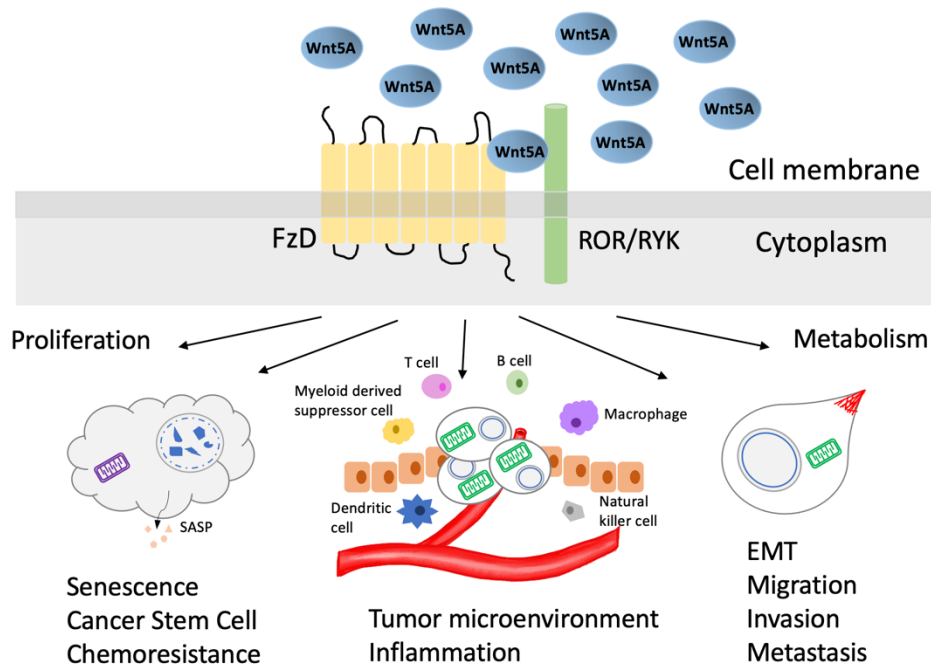 Wnt5A
Wnt5A
Wnt5A
Wnt5A
Wnt5A
Wnt5A
Wnt5A
Wnt5A
Wnt5A
Wnt5A
Cell membrane
FzD
ROR/RYK
Cytoplasm
Proliferation
Metabolism
T cell
B cell
Myeloid derived
suppressor cell
Macrophage
Dendritic
cell
Natural
killer cell
SASP
Senescence
Cancer Stem Cell
Chemoresistance
Tumor microenvironment
Inflammation
EMT
Migration
Invasion
Metastasis